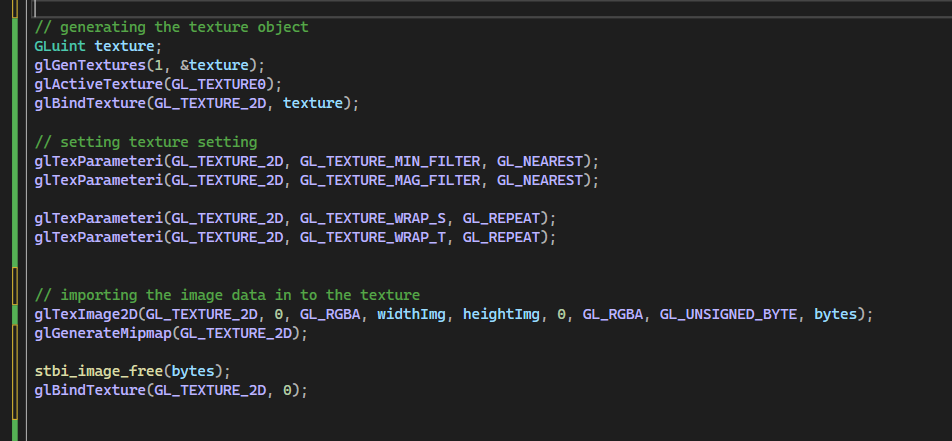 // generating the texture object
GLuint texture;
glGenTextures(1, &texture);
glActiveTexture(GL_TEXTURE0);
glBindTexture(GL_TEXTURE_2D, texture);
// setting texture setting
glTexParameteri(GL_TEXTURE_2D, GL_TEXTURE_MIN_FILTER, GL_NEAREST);
glTexParameteri(GL_TEXTURE_2D, GL_TEXTURE_MAG_FILTER, GL_NEAREST);
glTexParameteri(GL_TEXTURE_2D, GL_TEXTURE_WRAP_S, GL_REPEAT);
glTexParameteri(GL_TEXTURE_2D, GL_TEXTURE_WRAP_T, GL_REPEAT);
// importing the image data in to the texture
glTexImage2D(GL_TEXTURE_2D, 0, GL_RGBA, widthImg, heightImg, 0, GL_RGBA, GL_UNSIGNED_BYTE, bytes);
glGenerateMipmap(GL_TEXTURE_2D);
stbi_image_free(bytes);
glBindTexture(GL_TEXTURE_2D, 0);